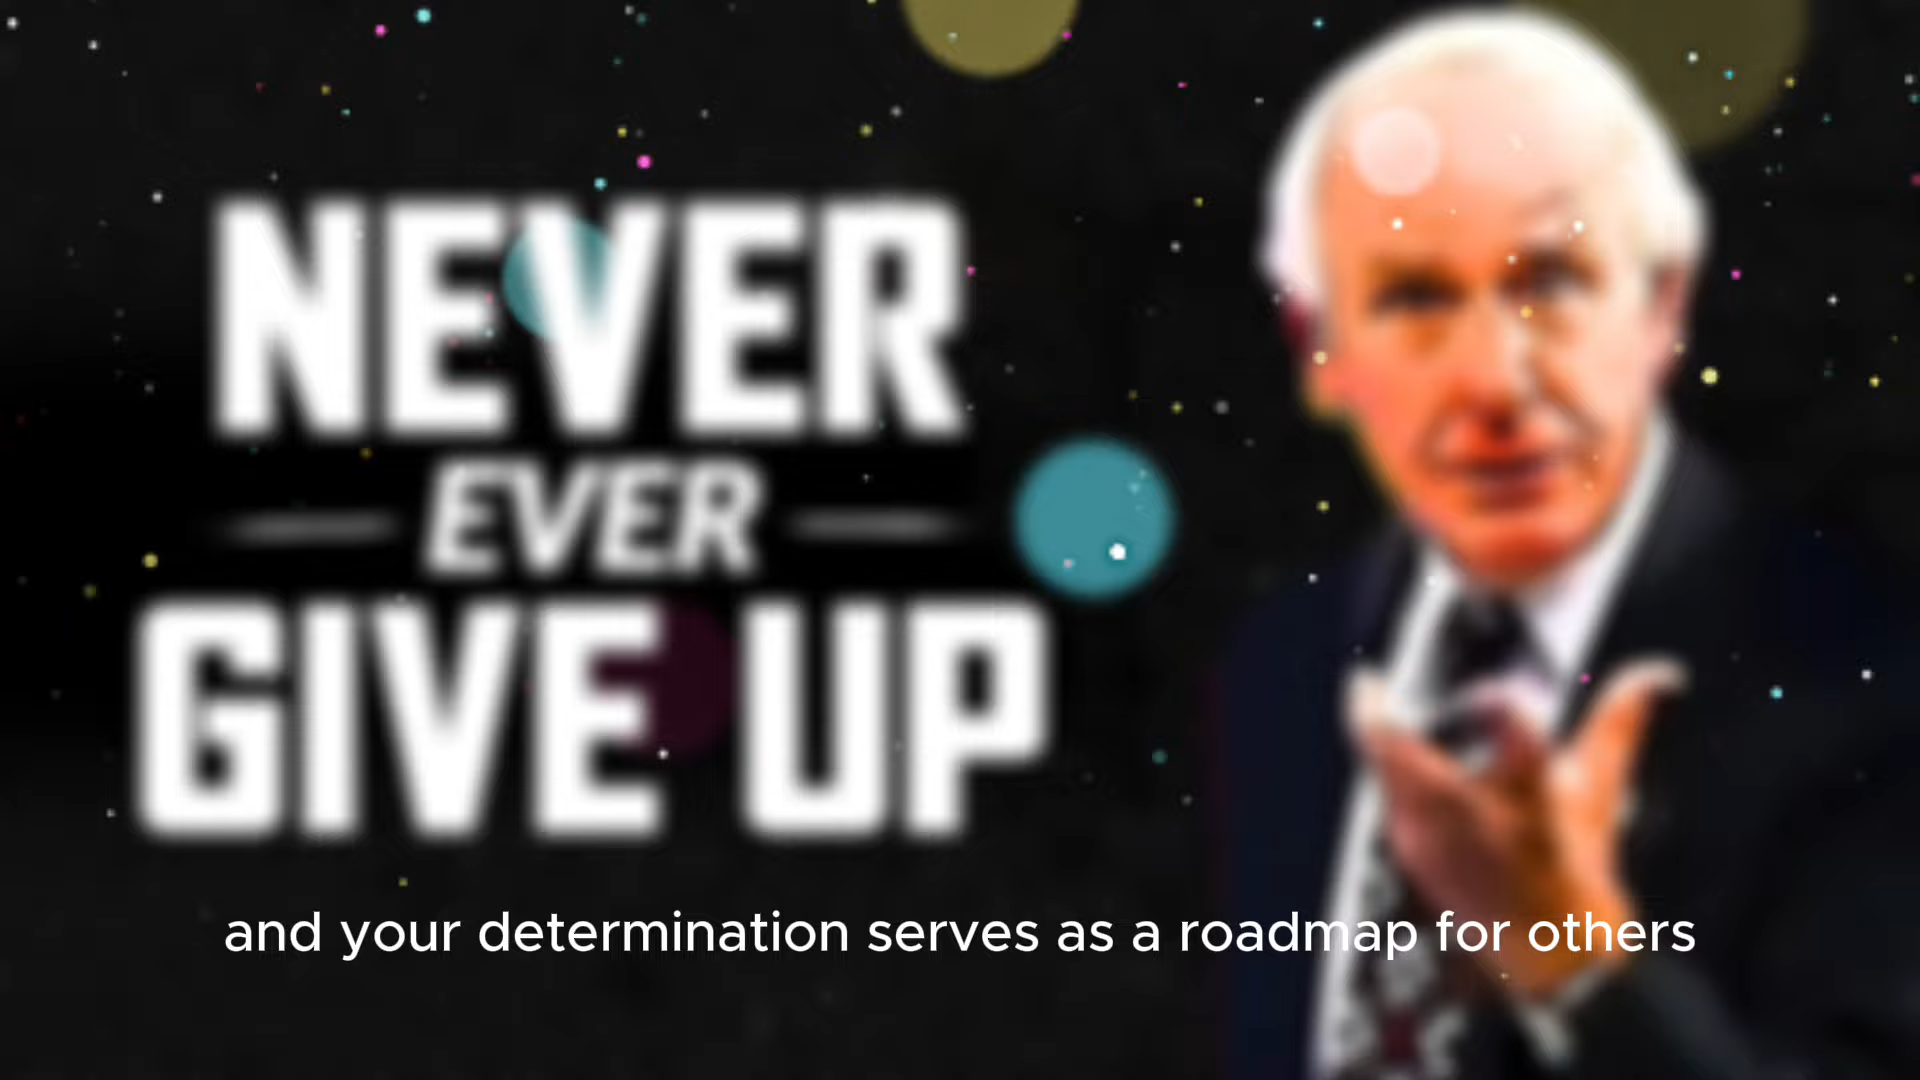 NEVER
EVER
GIVE UP
and your determination serves as a roadmap for others